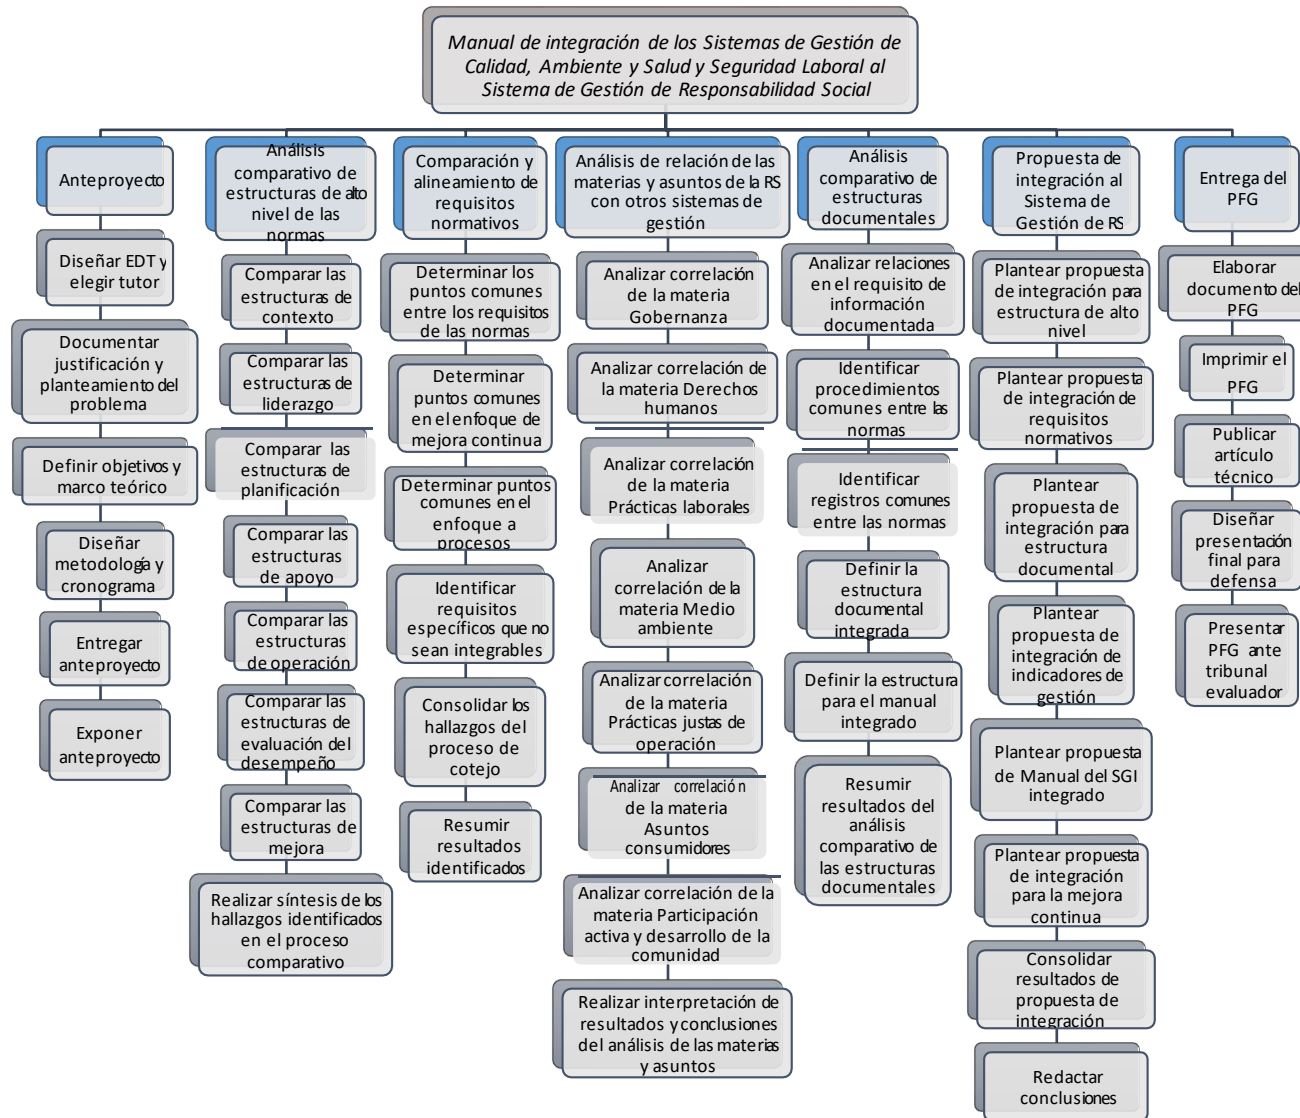 Manual de integración de los Sistemas de Gestión de
Calidad, Ambiente y Salud y Seguridad Laboral al
Sistema de Gestión de Responsabilidad Social
Anteproyecto
Diseñar EDT y
elegir tutor
Documentar
justificación y
planteamiento del
problema
Definir objetivos y
marco teórico
Diseñar
metodología y
cronograma
Entregar
anteproyecto
Exponer
anteproyecto
Análisis
comparativo de
estructuras de alto
nivel de las
normas
Comparar las
estructuras de
contexto
Comparar las
estructuras de
liderazgo
Comparar las
estructuras de
planificación
Comparar las
estructuras
de apoyo
Comparar las
estructuras
de operación
Comparar las
estructuras de
evaluación del
desempeño
Comparar las
estructuras de
mejora
Realizar síntesis de los
hallazgos identificados
en el proceso
comparativo
Comparación y
alineamiento de
requisitos
normativos
Determinar los
puntos comunes
entre los requisitos
de las normas
Determinar
puntos comunes
en el enfoque de
mejora continua
Determinar puntos
comunes en el
enfoque a
procesos
Identificar
requisitos
específicos que no
sean integrables
Consolidar los
hallazgos del
proceso de
cotejo
Resumir
resultados
identificados
Análisis de relación de las
materias y asuntos de la RS
con otros sistemas de
gestión
Analizar correlación
de la materia
Gobernanza
Analizar correlación de
la materia Derechos
humanos
Analizar correlación
de la materia
Prácticas laborales
Analizar
correlación de la
materia Medio
ambiente
Analizar correlación
de la materia
Prácticas justas de
operación
Analizar correlación
de la materia
Asuntos
consumidores
Analizar correlación de la
materia Participación
activa y desarrollo de la
comunidad
Realizar interpretación de
resultados y conclusiones
del análisis de las materias
y asuntos
Análisis
comparativo de
estructuras
documentales
Analizar relaciones
en el requisito de
información
documentada
Identificar
procedimientos
comunes entre las
normas
Identificar
registros comunes
entre las normas
Definir la
estructura
documental
integrada
Definir la estructura
para el manual
integrado
Resumir
resultados del
análisis
comparativo de
las estructuras
documentales
Propuesta de
integración al
Sistema de
Gestión de RS
Plantear propuesta
de integración para
estructura de alto
nivel
Plantear propuesta
de integración de
requisitos
normativos
Plantear
propuesta de
integración para
estructura
documental
Plantear
propuesta de
integración de
indicadores de
gestión
Plantear propuesta
de Manual del SGI
integrado
Plantear propuesta
de integración
para la mejora
continua
Consolidar
resultados de
propuesta de
integración
Redactar
conclusiones
Entrega del
PFG
Elaborar
documento del
PFG
Imprimir el
PFG
Publicar
artículo
técnico
Diseñar
presentación
final para
defensa
Presentar
PFG ante
tribunal
evaluador